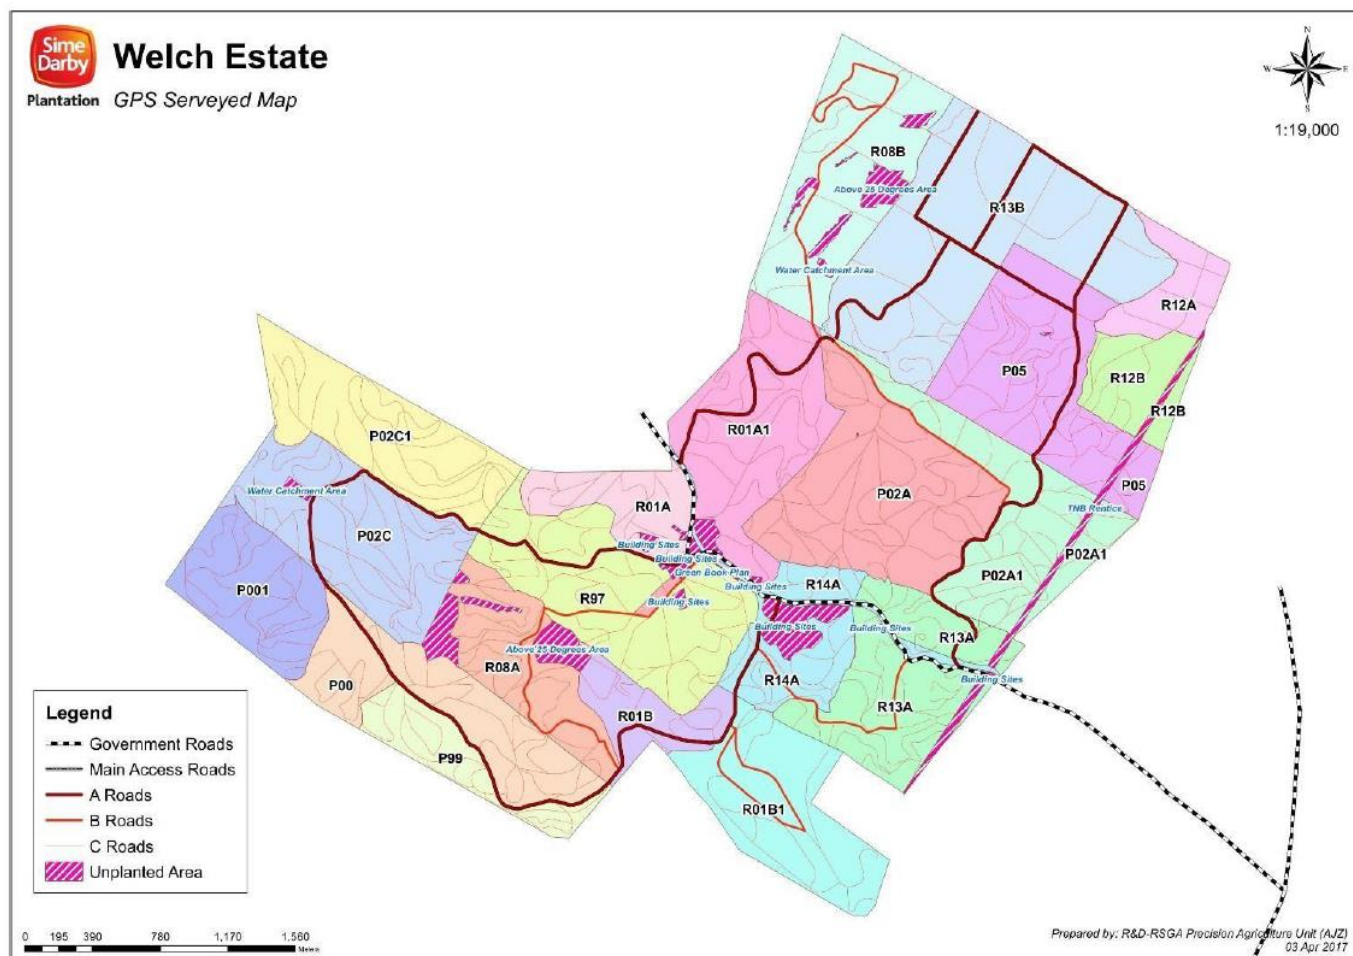 Sime
Darby
Plantation
Welch Estate
GPS Serveyed Map
N
W
E
S
1:19,000
R08B
Above 25 Degrees Area
R13B
Water Catchment Area
R12A
P05
R12B
R12B
P02C1
R01A1
P02A
P05
Water Catchment Area
R01A
TNB Rentice
P02C
Building Sites
Building Sites
P02A1
Green Book Plan
P02A1
P001
R97
Building Sites
R14A
Building Sites
Building Sites
Building Sites
R13A
Above 25 Degrees Area
R08A
R14A
Building Sites
P00
R01B
R13A
P99
R01B1
Legend
Government Roads
Main Access Roads
A Roads
B Roads
C Roads
Unplanted Area
0 195 390 780 1,170 1,560
Meters
Prepared by: R&D-RSGA Precision Agriculture Unit (AJZ)
03 Apr 2017